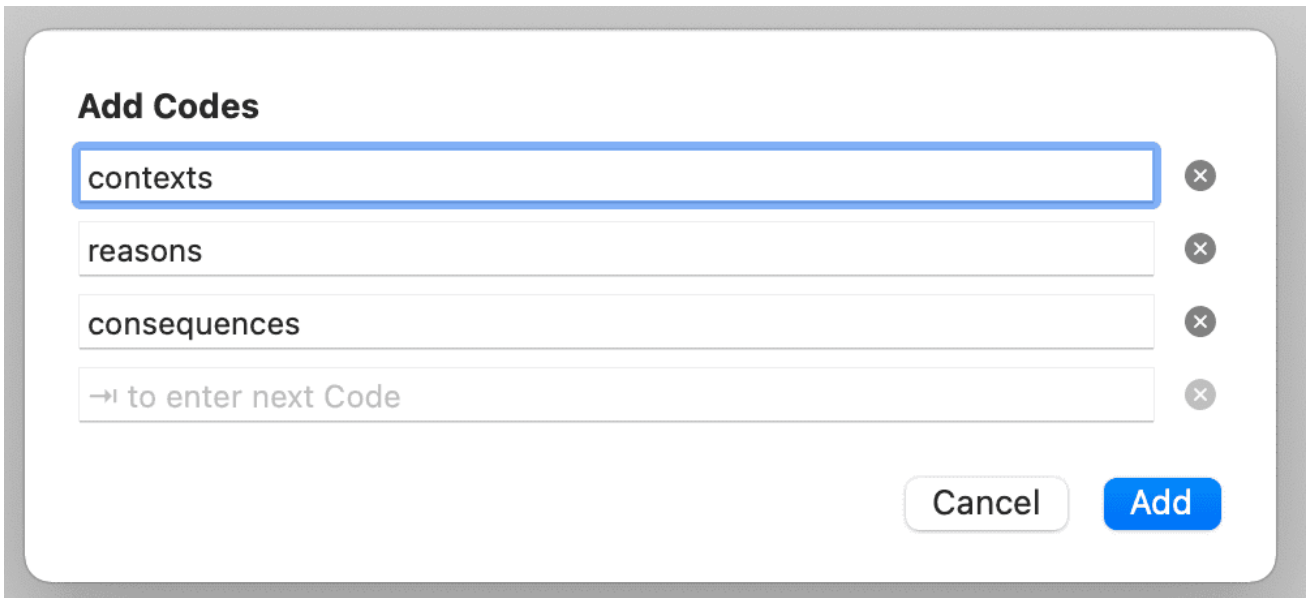 Add Codes
contexts
reasons
consequences
⇥ to enter next Code
Cancel Add